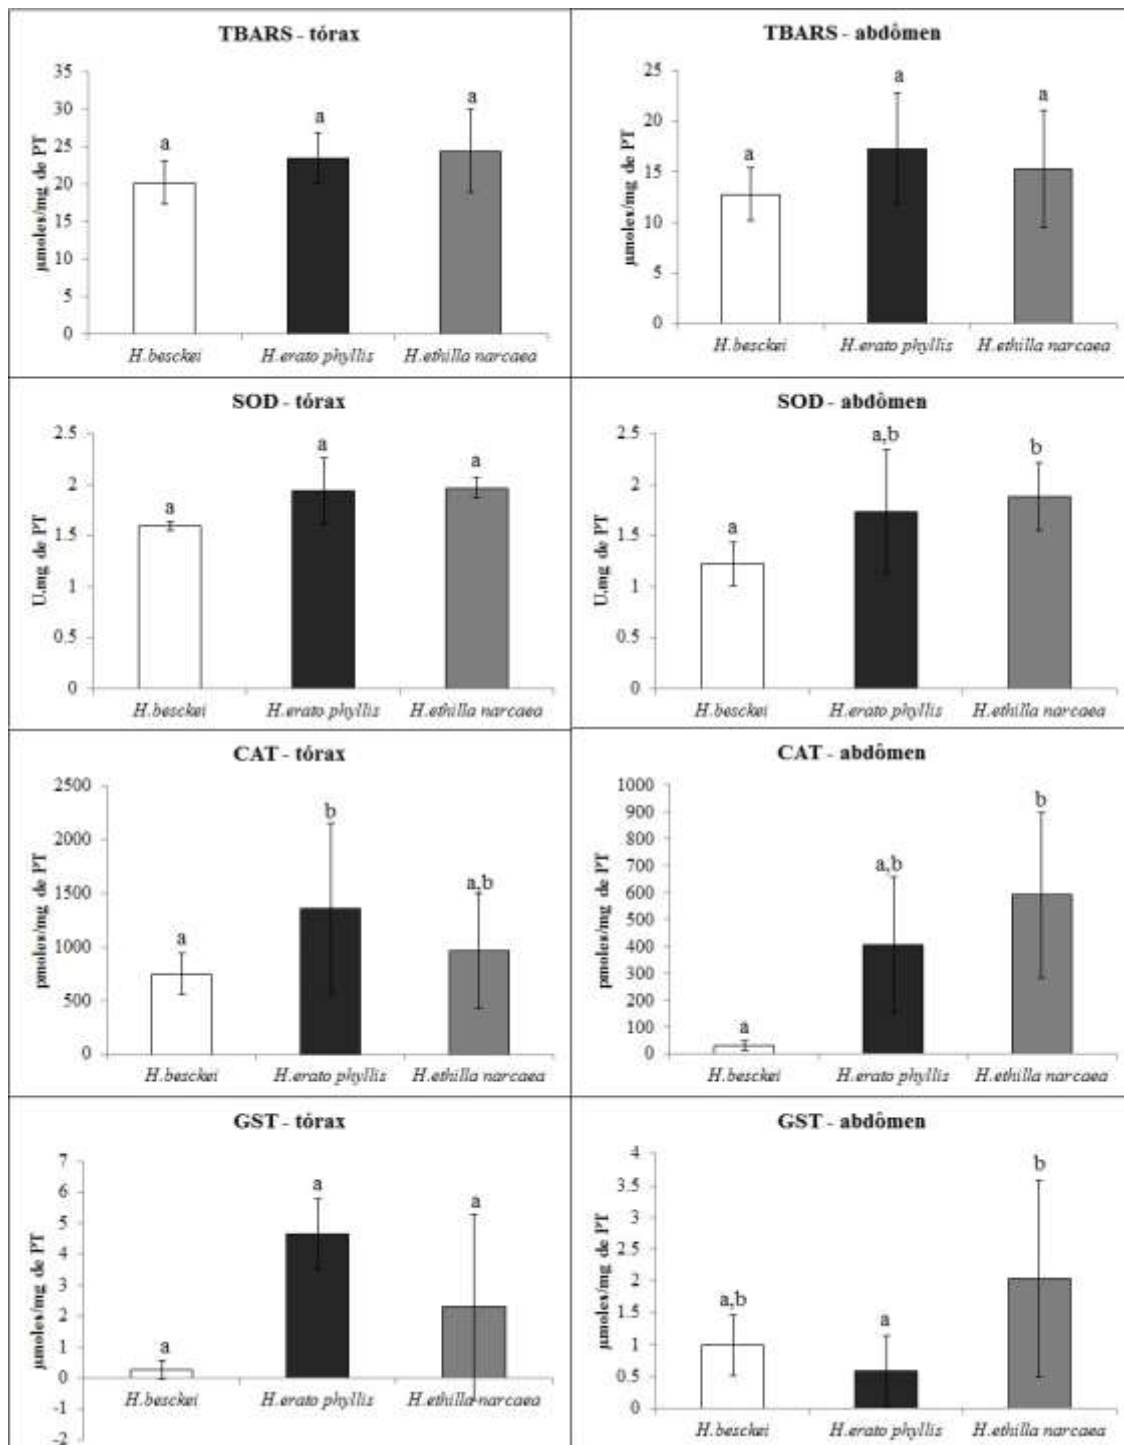 TBARS - tórax
µmoles/mg de PT
35
30
25
20
15
10
5
0
a
a
a
H.besckei
H.erato phyllis
H.ethilla narcaea
TBARS - abdômen
µmoles/mg de PT
25
20
15
10
5
0
a
a
a
H.besckei
H.erato phyllis
H.ethilla narcaea
SOD - tórax
U.mg de PT
2.5
2
1.5
1
0.5
0
a
a
a
H.besckei
H.erato phyllis
H.ethilla narcaea
SOD - abdômen
U.mg de PT
2.5
2
1.5
1
0.5
0
a
a,b
b
H.besckei
H.erato phyllis
H.ethilla narcaea
CAT - tórax
pmoles/mg de PT
2500
2000
1500
1000
500
0
a
b
a,b
H.besckei
H.erato phyllis
H.ethilla narcaea
CAT - abdômen
pmoles/mg de PT
1000
900
800
700
600
500
400
300
200
100
0
a
a,b
b
H.besckei
H.erato phyllis
H.ethilla narcaea
GST - tórax
µmoles/mg de PT
7
6
5
4
3
2
1
0
-1
-2
a
a
a
H.besckei
H.erato phyllis
H.ethilla narcaea
GST - abdômen
µmoles/mg de PT
4
3.5
3
2.5
2
1.5
1
0.5
0
a,b
a
b
H.besckei
H.erato phyllis
H.ethilla narcaea